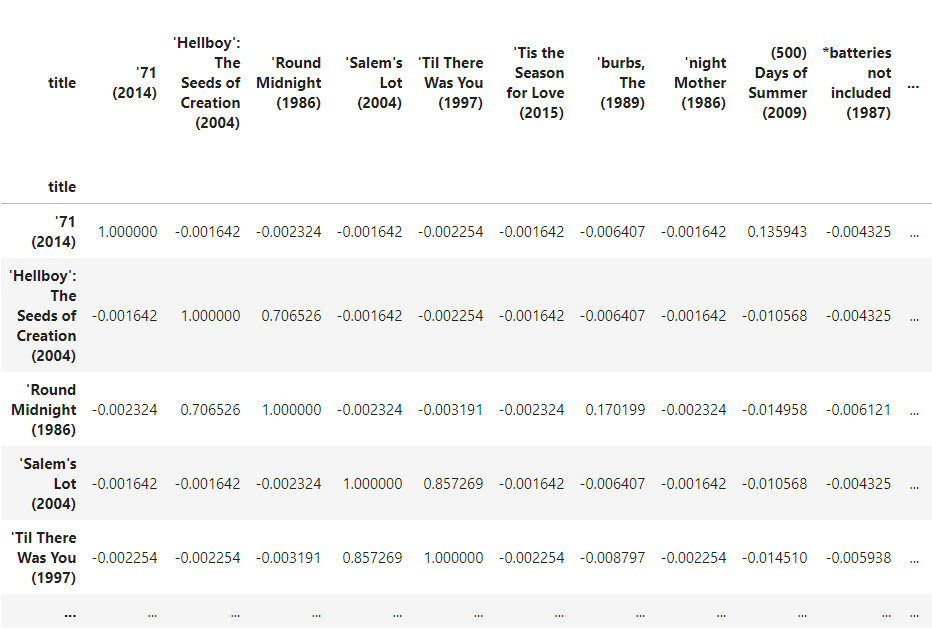 title '71 (2014) 'Hellboy': The Seeds of Creation (2004) 'Round Midnight (1986) 'Salem's Lot (2004) 'Til There Was You (1997) 'Tis the Season for Love (2015) 'burbs, The (1989) 'night Mother (1986) (500) Days of Summer (2009) *batteries not included (1987) ...
title
'71 (2014) 1.000000 -0.001642 -0.002324 -0.001642 -0.002254 -0.001642 -0.006407 -0.001642 0.135943 -0.004325 ...
'Hellboy': The Seeds of Creation (2004) -0.001642 1.000000 0.706526 -0.001642 -0.002254 -0.001642 -0.006407 -0.001642 -0.010568 -0.004325 ...
'Round Midnight (1986) -0.002324 0.706526 1.000000 -0.002324 -0.003191 -0.002324 0.170199 -0.002324 -0.014958 -0.006121 ...
'Salem's Lot (2004) -0.001642 -0.001642 -0.002324 1.000000 0.857269 -0.001642 -0.006407 -0.001642 -0.010568 -0.004325 ...
'Til There Was You (1997) -0.002254 -0.002254 -0.003191 0.857269 1.000000 -0.002254 -0.008797 -0.002254 -0.014510 -0.005938 ...
... ... ... ... ... ... ... ... ... ... ... ...